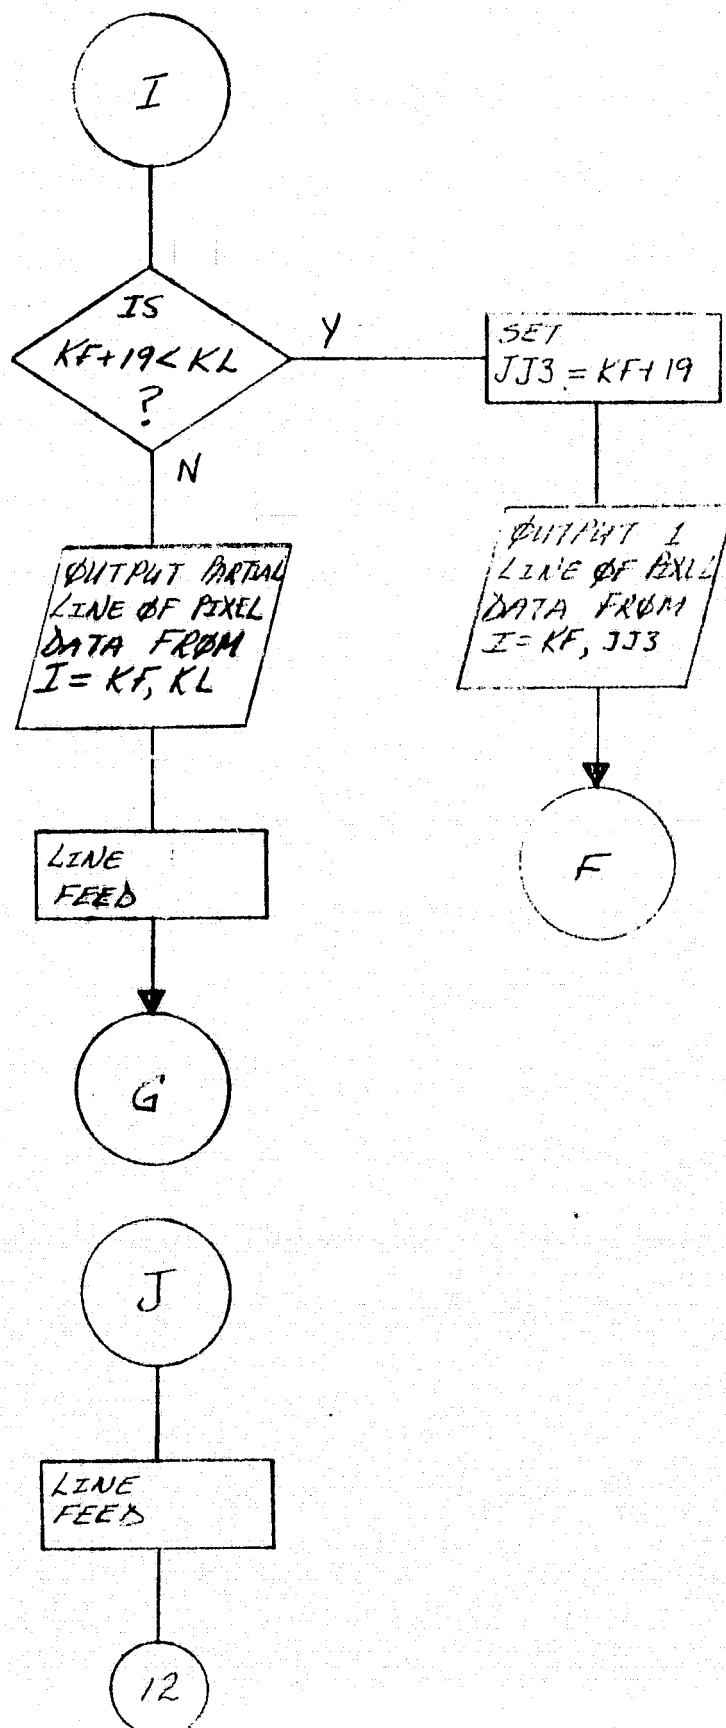 I
IS
KF+19<KL
?
Y
N
SET
JJ3 = KF+19
ØUTPUT PARTIAL
LINE ØF PIXEL
DATA FRØM
I = KF, KL
ØUTPUT 1
LINE ØF PIXEL
DATA FRØM
I = KF, JJ3
LINE
FEED
F
G
J
LINE
FEED
12